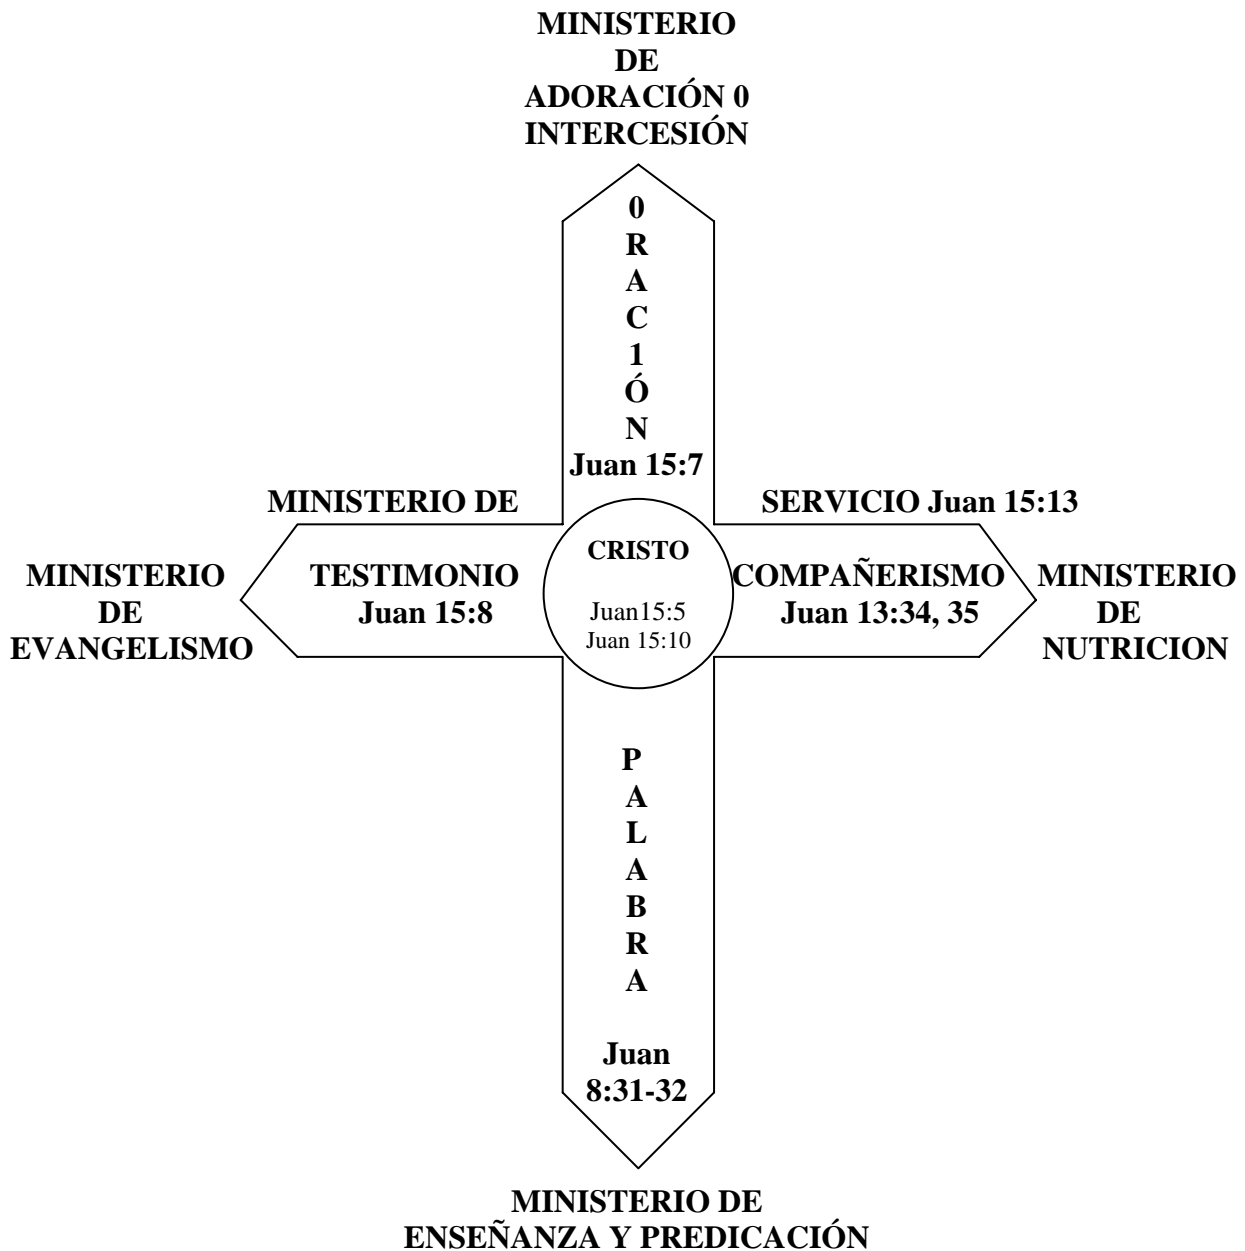 MINISTERIO
DE
ADORACIÓN 0
INTERCESIÓN
0
R
A
C
1
Ó
N
Juan 15:7
MINISTERIO DE
SERVICIO Juan 15:13
MINISTERIO
DE
EVANGELISMO
TESTIMONIO
Juan 15:8
CRISTO
Juan15:5
Juan 15:10
COMPAÑERISMO
Juan 13:34, 35
MINISTERIO
DE
NUTRICION
P
A
L
A
B
R
A
Juan
8:31-32
MINISTERIO DE
ENSEÑANZA Y PREDICACIÓN